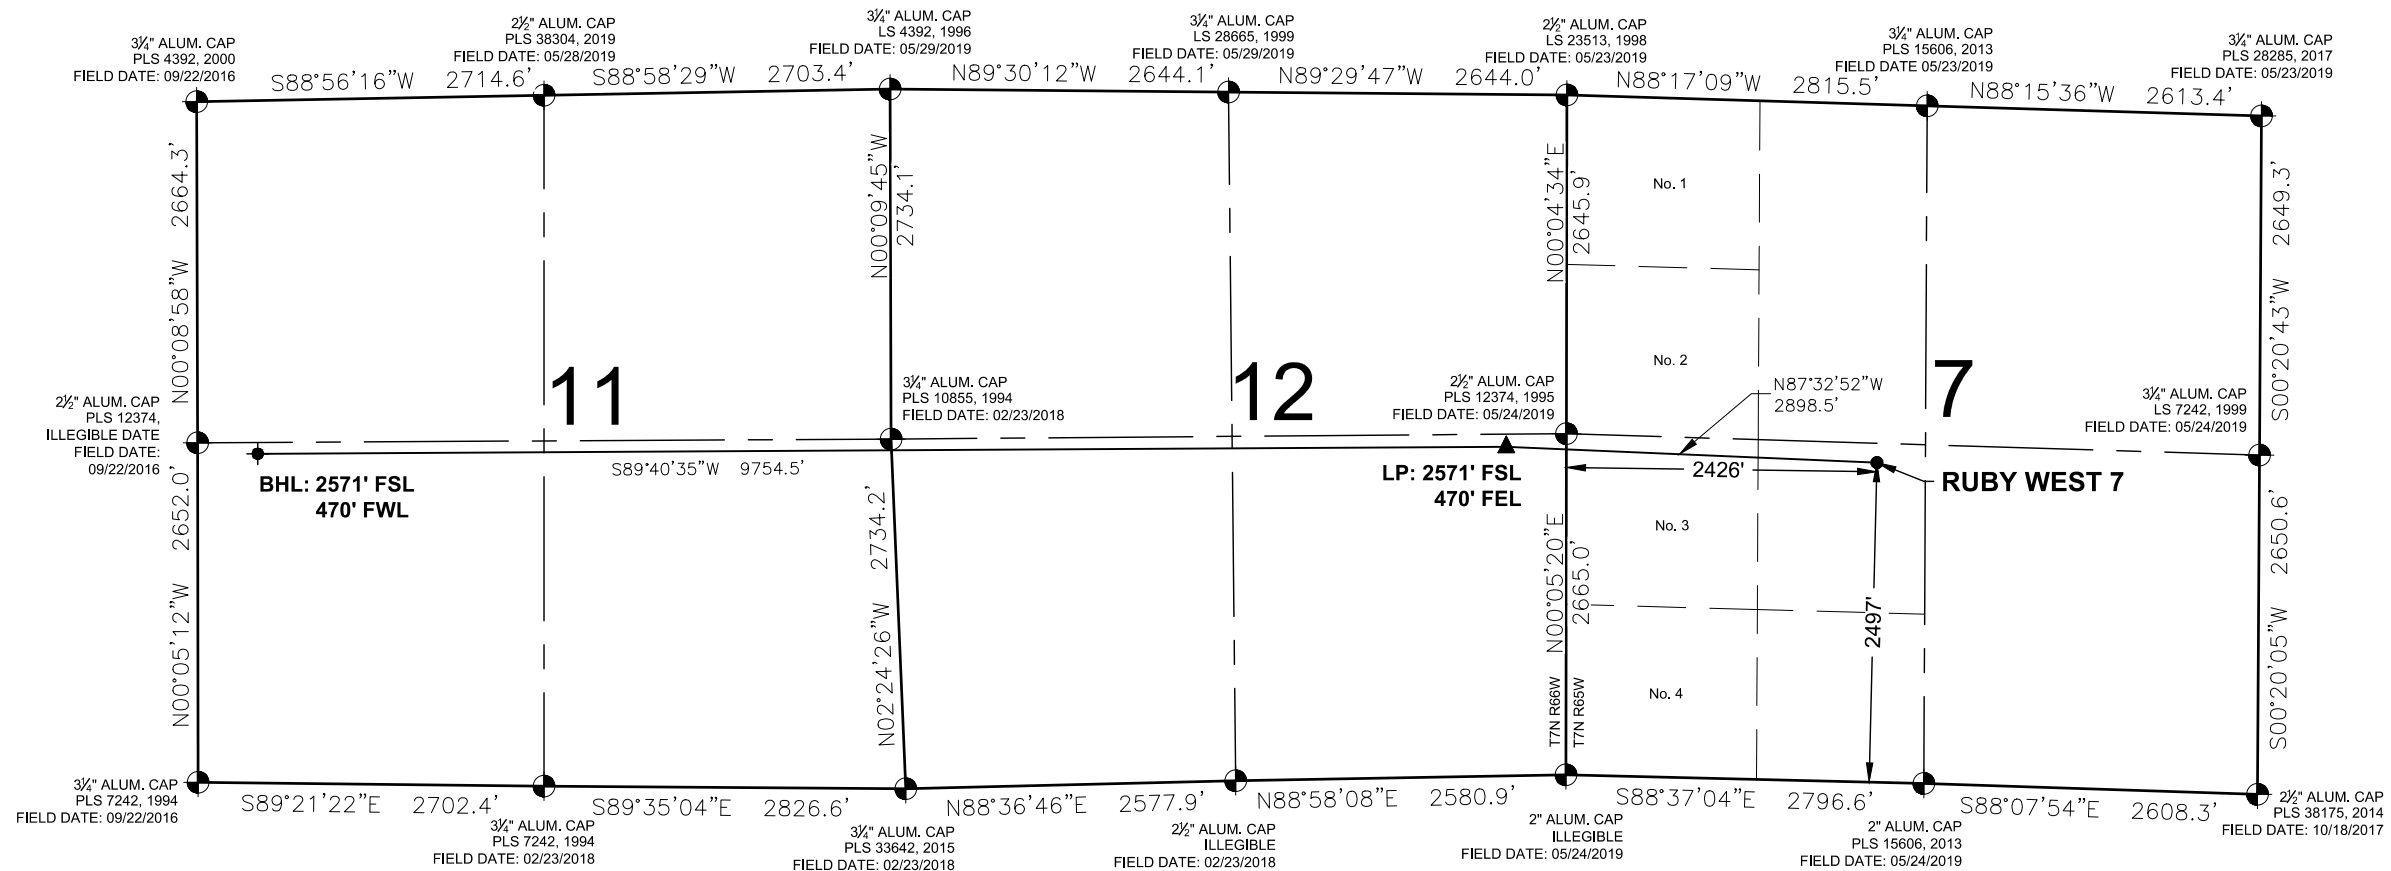 3¼" ALUM. CAP
PLS 4392, 2000
FIELD DATE: 09/22/2016
2½" ALUM. CAP
PLS 38304, 2019
FIELD DATE: 05/28/2019
3¼" ALUM. CAP
LS 4392, 1996
FIELD DATE: 05/29/2019
3¼" ALUM. CAP
LS 28665, 1999
FIELD DATE: 05/29/2019
2½" ALUM. CAP
LS 23513, 1998
FIELD DATE: 05/23/2019
3¼" ALUM. CAP
PLS 15606, 2013
FIELD DATE: 05/23/2019
3¼" ALUM. CAP
PLS 28285, 2017
FIELD DATE: 05/23/2019
S88°56'16"W 2714.6'
S88°58'29"W 2703.4'
N89°30'12"W 2644.1'
N89°29'47"W 2644.0'
N88°17'09"W 2815.5'
N88°15'36"W 2613.4'
N00°08'58"W 2664.3'
N00°09'45"W
2734.1'
N00°04'34"E
2645.9'
S00°20'43"W 2649.3'
No. 1
No. 2
11
12
7
N87°32'52"W
2898.5'
2½" ALUM. CAP
PLS 12374,
ILLEGIBLE DATE
FIELD DATE:
09/22/2016
3¼" ALUM. CAP
PLS 10855, 1994
FIELD DATE: 02/23/2018
2½" ALUM. CAP
PLS 12374, 1995
FIELD DATE: 05/24/2019
3¼" ALUM. CAP
LS 7242, 1999
FIELD DATE: 05/24/2019
S89°40'35"W 9754.5'
BHL: 2571' FSL
470' FWL
LP: 2571' FSL
470' FEL
2426'
RUBY WEST 7
2497'
No. 3
No. 4
N00°05'12"W 2652.0'
N02°24'26"W 2734.2'
N00°05'20"E
2665.0'
S00°20'05"W 2650.6'
T7N R66W
T7N R65W
S89°21'22"E 2702.4'
S89°35'04"E 2826.6'
N88°36'46"E 2577.9'
N88°58'08"E 2580.9'
S88°37'04"E 2796.6'
S88°07'54"E 2608.3'
3¼" ALUM. CAP
PLS 7242, 1994
FIELD DATE: 09/22/2016
3¼" ALUM. CAP
PLS 7242, 1994
FIELD DATE: 02/23/2018
3¼" ALUM. CAP
PLS 33642, 2015
FIELD DATE: 02/23/2018
2½" ALUM. CAP
ILLEGIBLE
FIELD DATE: 02/23/2018
2" ALUM. CAP
ILLEGIBLE
FIELD DATE: 05/24/2019
2" ALUM. CAP
PLS 15606, 2013
FIELD DATE: 05/24/2019
2½" ALUM. CAP
PLS 38175, 2014
FIELD DATE: 10/18/2017